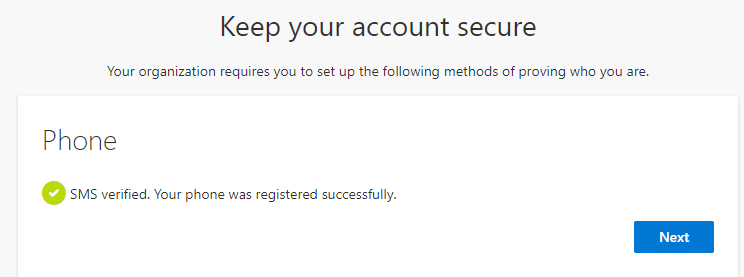 Keep your account secure
Your organization requires you to set up the following methods of proving who you are.
Phone
SMS verified. Your phone was registered successfully.
Next